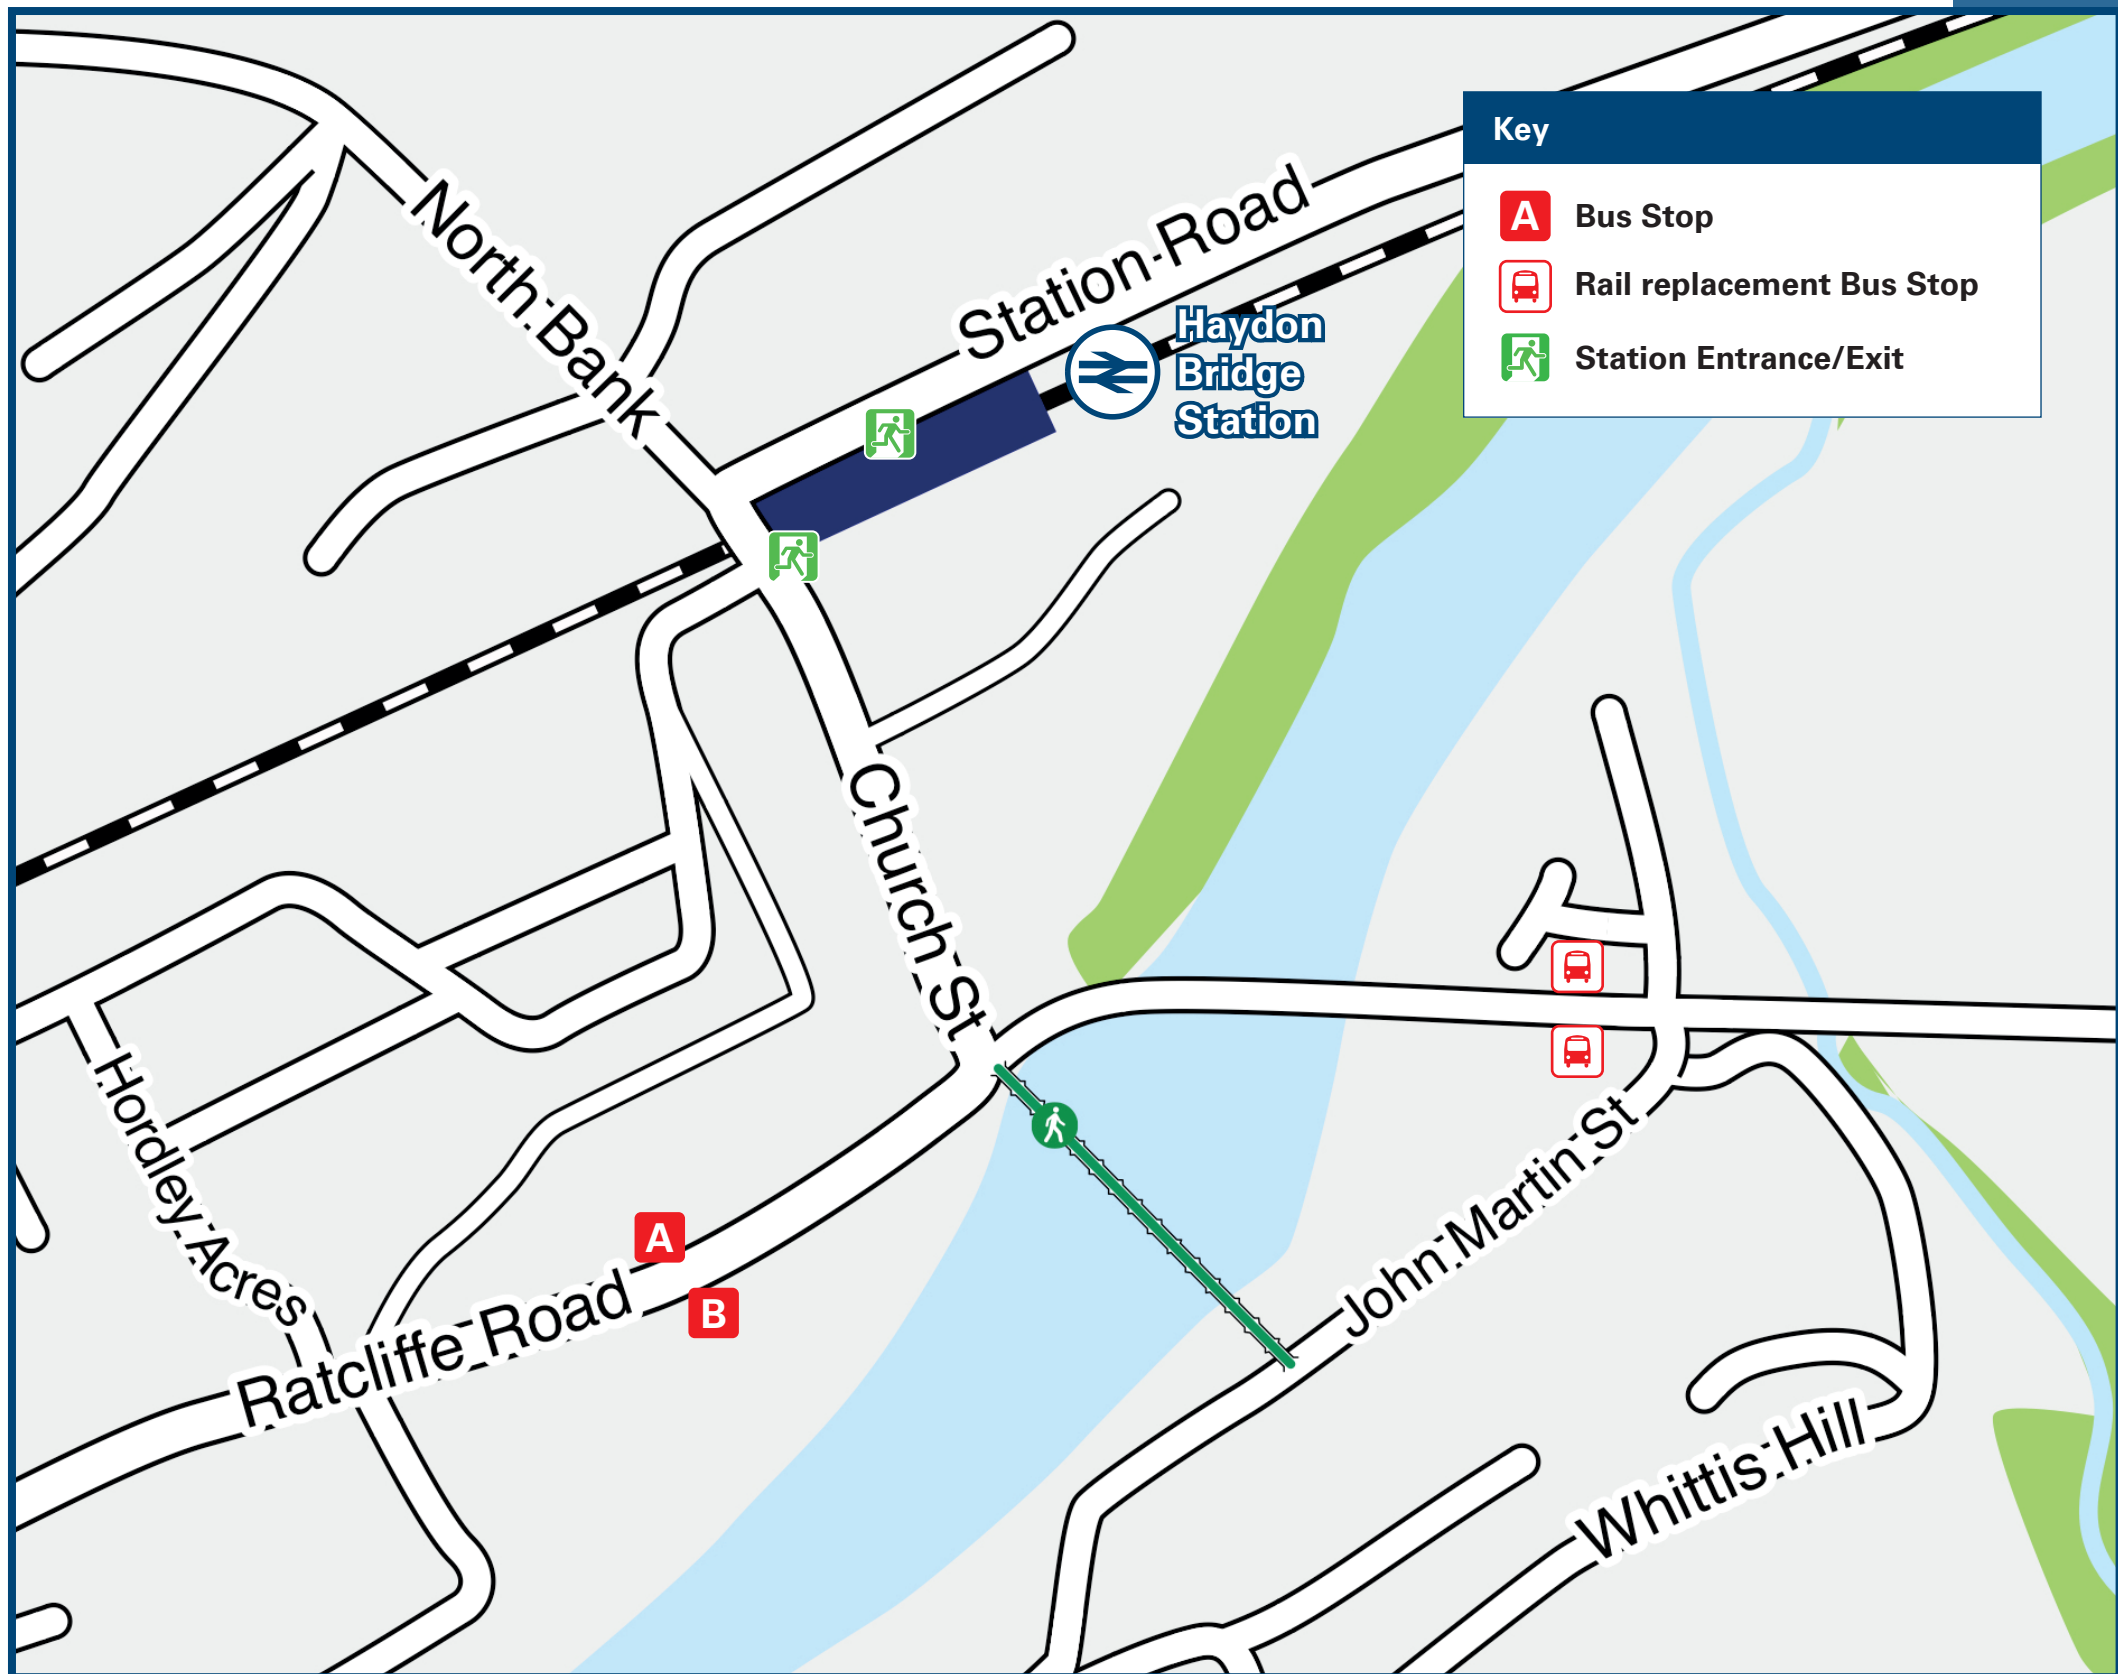 Key
A Bus Stop
Rail replacement Bus Stop
Station Entrance/Exit
North Bank
Station Road
Haydon
Bridge
Station
Church St
Hordley Acres
A
B
Ratcliffe Road
John Martin St
Whittis Hill